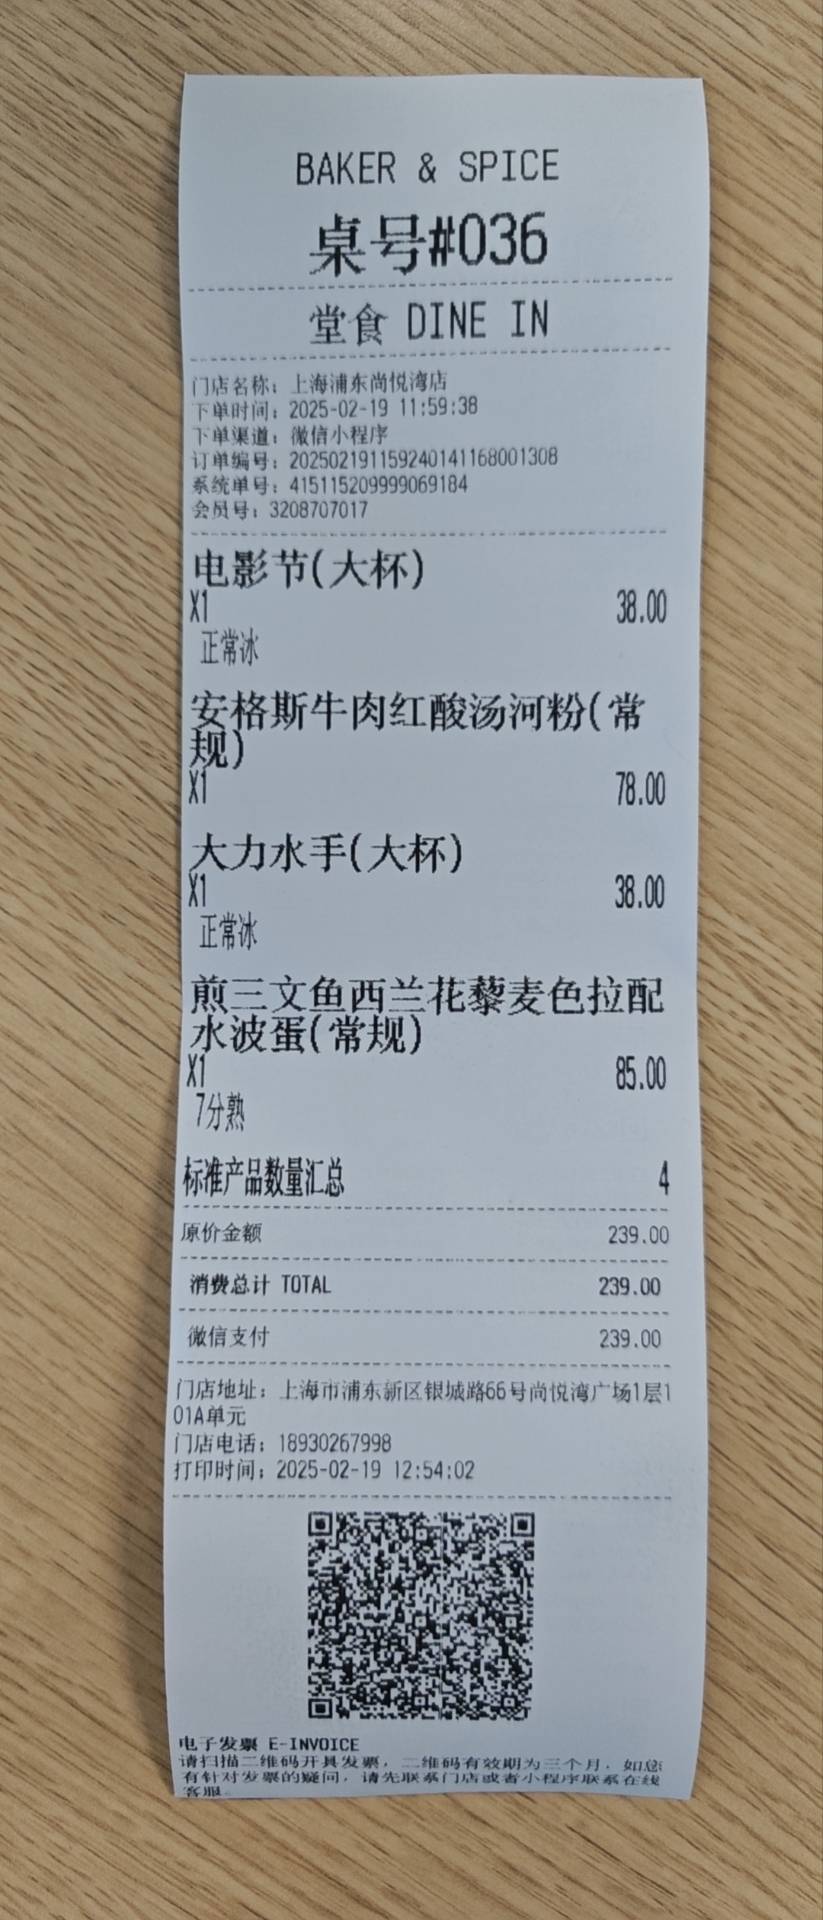 BAKER & SPICE
桌号#036
堂食 DINE IN
门店名称：上海浦东尚悦湾店
下单时间：2025-02-19 11:59:38
下单渠道：微信小程序
订单编号：2025021911592401411680013​08
系统单号：415115209999069184
会员号：3208707017
电影节(大杯)
X1 38.00
正常冰
安格斯牛肉红酸汤河粉(常
规)
X1 78.00
大力水手(大杯)
X1 38.00
正常冰
煎三文鱼西兰花藜麦色拉配
水波蛋(常规)
X1 85.00
7分熟
标准产品数量汇总 4
原价金额 239.00
消费总计 TOTAL 239.00
微信支付 239.00
门店地址：上海市浦东新区银城路66号尚悦湾广场1层1
01A单元
门店电话：18930267998
打印时间：2025-02-19 12:54:02
电子发票 E-INVOICE
请扫描二维码开具发票，二维码有效期为三个月，如您
有针对发票的疑问，请先联系门店或者小程序联系在线
客服。